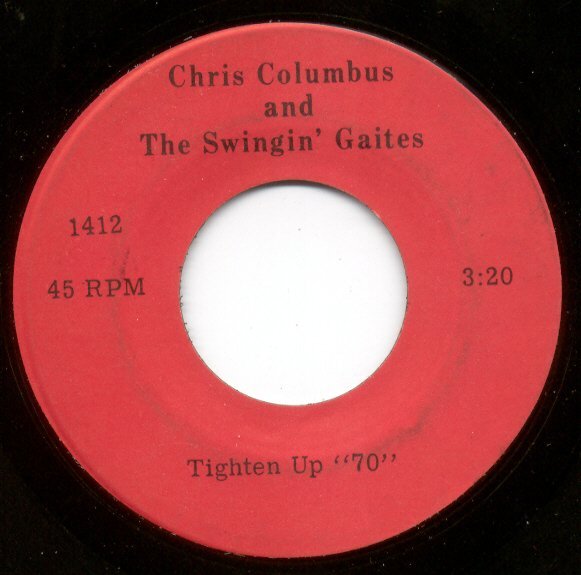 Chris Columbus
and
The Swingin' Gaites
1412
45 RPM
3:20
Tighten Up "70"